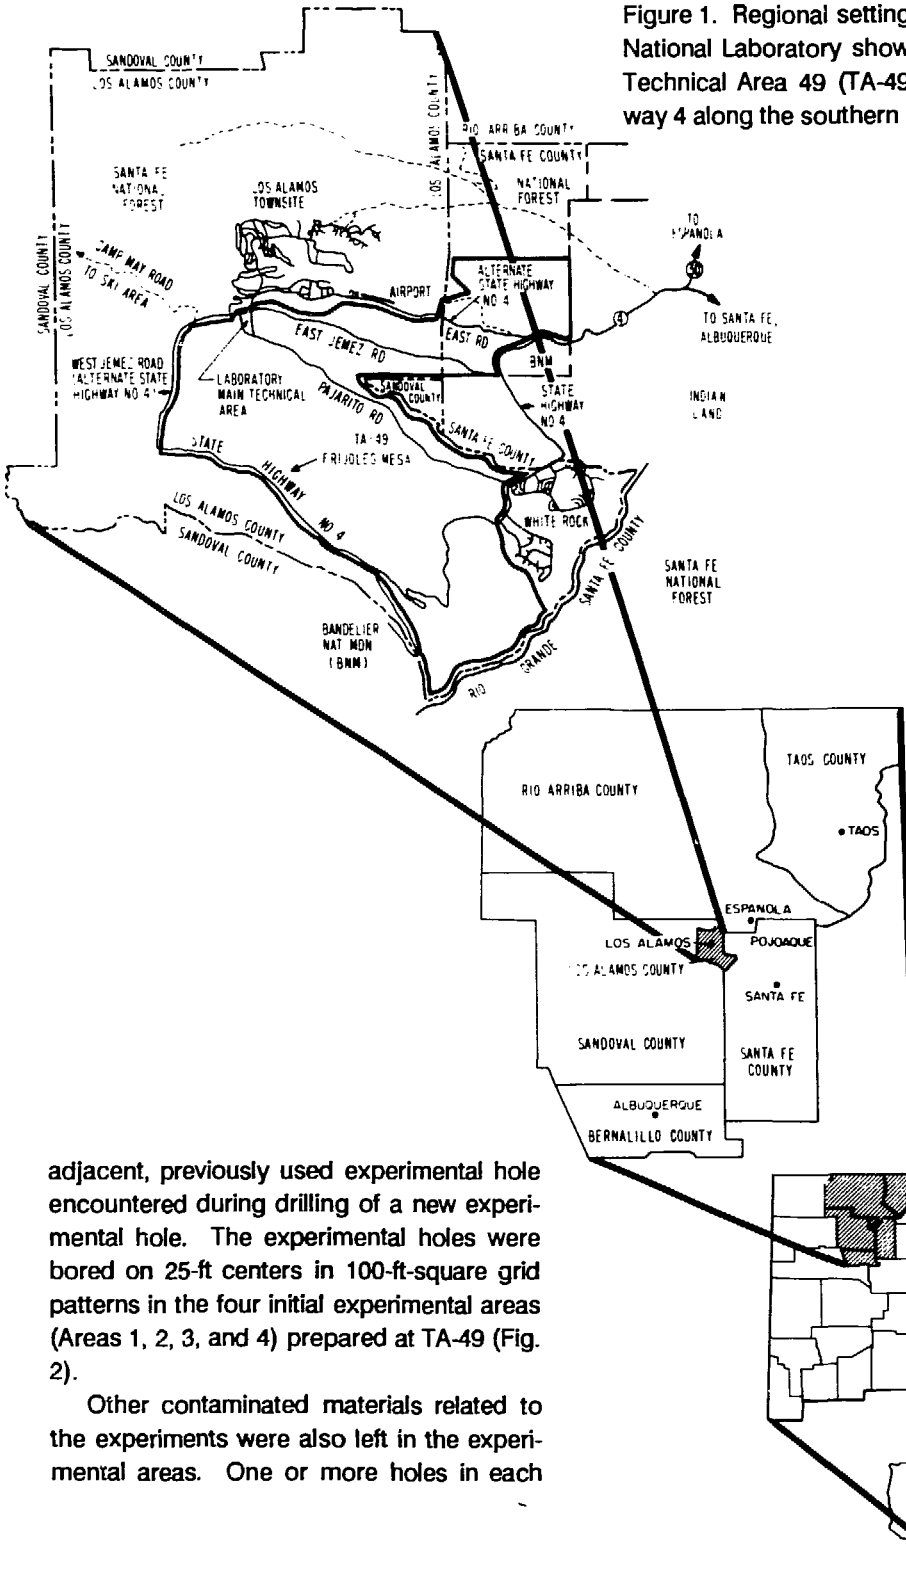 Figure 1. Regional setting
National Laboratory show
Technical Area 49 (TA-49
way 4 along the southern
SANDOVAL COUNTY
LOS ALAMOS COUNTY
LOS ALAMOS COUNTY
RIO ARRIBA COUNTY
SANTA FE COUNTY
NATIONAL
FOREST
SANTA FE
NATIONAL
FOREST
LOS ALAMOS
TOWNSITE
TO
ESPANOLA
SANDOVAL COUNTY
LOS ALAMOS COUNTY
CAMP MAY ROAD
TO SKI AREA
AIRPORT
ALTERNATE
STATE HIGHWAY
NO 4
4
TO SANTA FE,
ALBUQUERQUE
EAST JEMEZ RD
EAST RD
BNM
WEST JEMEZ ROAD
(ALTERNATE STATE
HIGHWAY NO 4)
LABORATORY
MAIN TECHNICAL
AREA
PAJARITO RD
SANDOVAL
COUNTY
STATE
HIGHWAY
NO 4
INDIAN
LAND
SANTA FE COUNTY
TA-49
FRIJOLES MESA
STATE
HIGHWAY
NO 4
LOS ALAMOS COUNTY
SANDOVAL COUNTY
WHITE ROCK
SANTA FE COUNTY
SANTA FE
NATIONAL
FOREST
BANDELIER
NAT MON
(BNM)
RIO
GRANDE
TAOS COUNTY
RIO ARRIBA COUNTY
TAOS
ESPANOLA
LOS ALAMOS
POJOAQUE
LOS ALAMOS COUNTY
SANTA FE
SANDOVAL COUNTY
SANTA FE
COUNTY
ALBUQUERQUE
BERNALILLO COUNTY
adjacent, previously used experimental hole
encountered during drilling of a new experi-
mental hole. The experimental holes were
bored on 25-ft centers in 100-ft-square grid
patterns in the four initial experimental areas
(Areas 1, 2, 3, and 4) prepared at TA-49 (Fig.
2).
Other contaminated materials related to
the experiments were also left in the experi-
mental areas. One or more holes in each